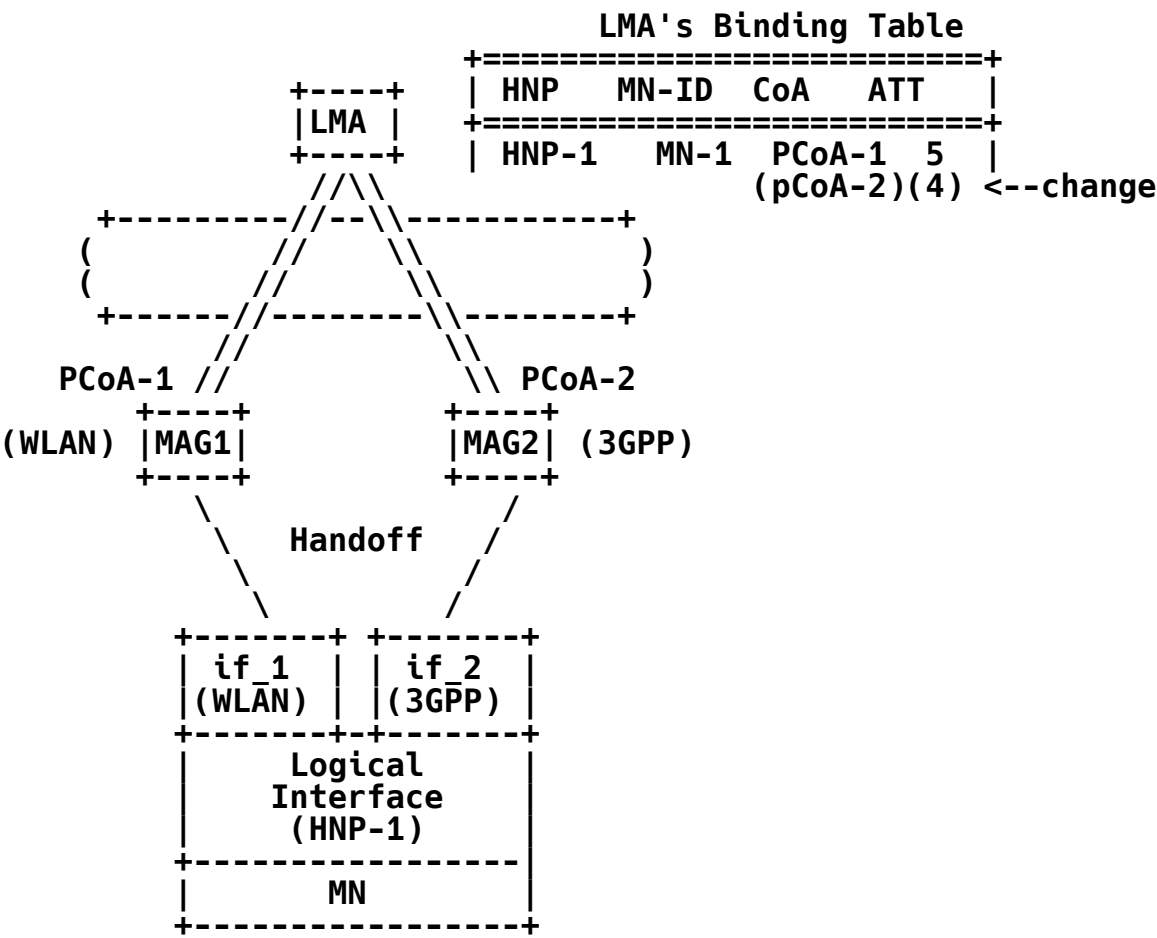 LMA's Binding Table
+==========================+
+----+ | HNP MN-ID CoA ATT |
|LMA | +==========================+
+----+ | HNP-1 MN-1 PCoA-1 5 |
//\\ (pCoA-2)(4) <--change
+---------//--\\-----------+
( // \\ )
( // \\ )
+------//--------\\--------+
// \\
PCoA-1 // \\ PCoA-2
+----+ +----+
(WLAN) |MAG1| |MAG2| (3GPP)
+----+ +----+
\ /
\ Handoff /
\ /
\ /
+-------+ +-------+
| if_1 | | if_2 |
|(WLAN) | |(3GPP) |
+-------+-+-------+
| Logical |
| Interface |
| (HNP-1) |
+-----------------|
| MN |
+-----------------+